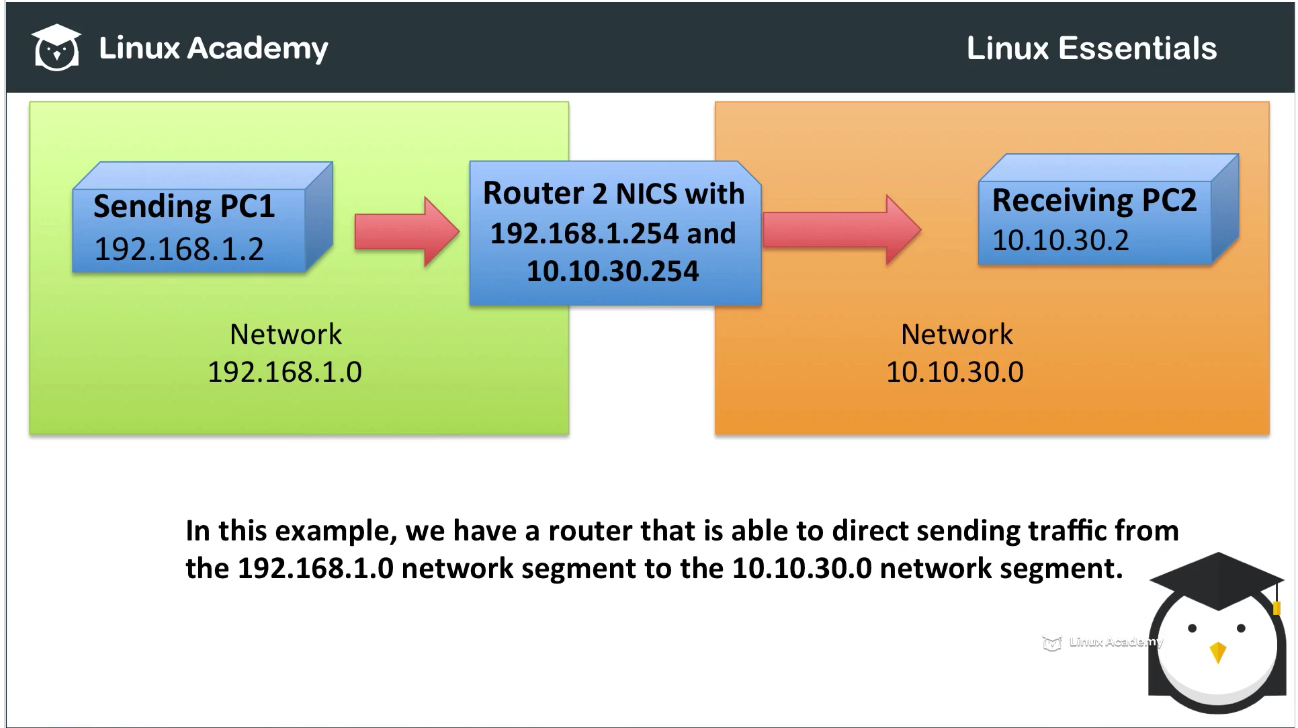 Linux Academy
Linux Essentials
Sending PC1
192.168.1.2
Router 2 NICS with
192.168.1.254 and
10.10.30.254
Receiving PC2
10.10.30.2
Network
192.168.1.0
Network
10.10.30.0
In this example, we have a router that is able to direct sending traffic from
the 192.168.1.0 network segment to the 10.10.30.0 network segment.
Linux Academy